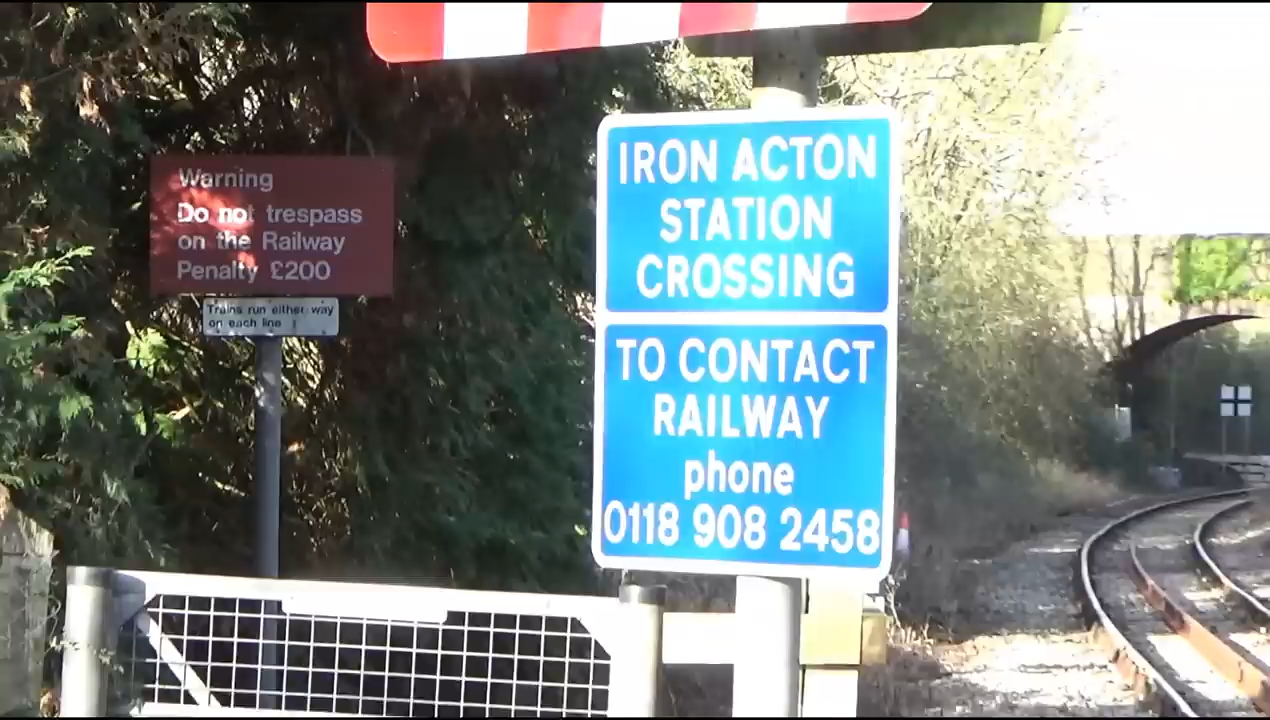 Warning
Do not trespass
on the Railway
Penalty £200
Trains run either way
on each line
IRON ACTON
STATION
CROSSING
TO CONTACT
RAILWAY
phone
0118 908 2458